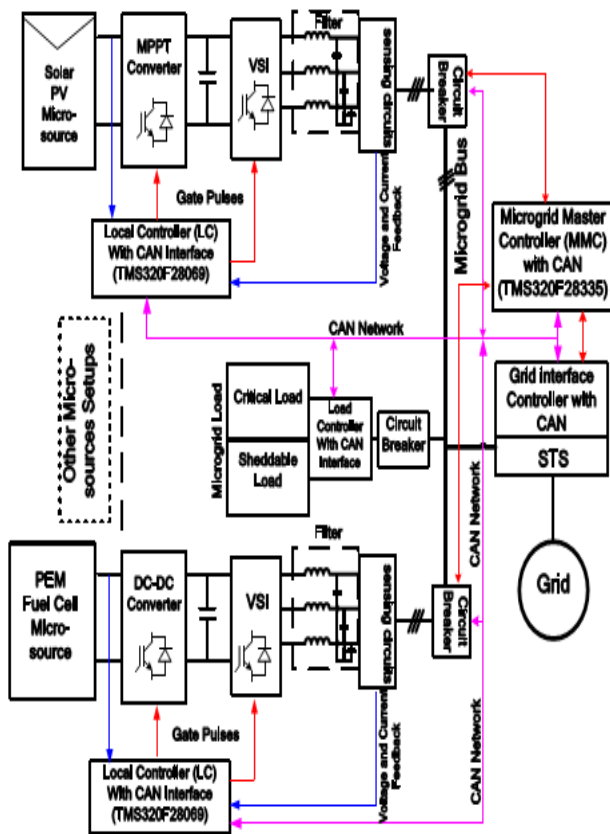 Solar
PV
Micro-
source
MPPT
Converter
VSI
Filter
sensing circuits
Circuit
Breaker
Gate Pulses
Voltage and Current
Feedback
Microgrid Bus
Local Controller (LC)
With CAN Interface
(TMS320F28069)
Microgrid Master
Controller (MMC)
with CAN
(TMS320F28335)
CAN Network
Other Micro-
sources Setups
Microgrid Load
Critical Load
Sheddable
Load
Load
Controller
With CAN
Interface
Circuit
Breaker
Grid interface
Controller with
CAN
STS
CAN Network
Grid
PEM
Fuel Cell
Micro-
source
DC-DC
Converter
VSI
Filter
sensing circuits
Circuit
Breaker
Gate Pulses
Voltage and Current
Feedback
CAN Network
Local Controller (LC)
With CAN Interface
(TMS320F28069)